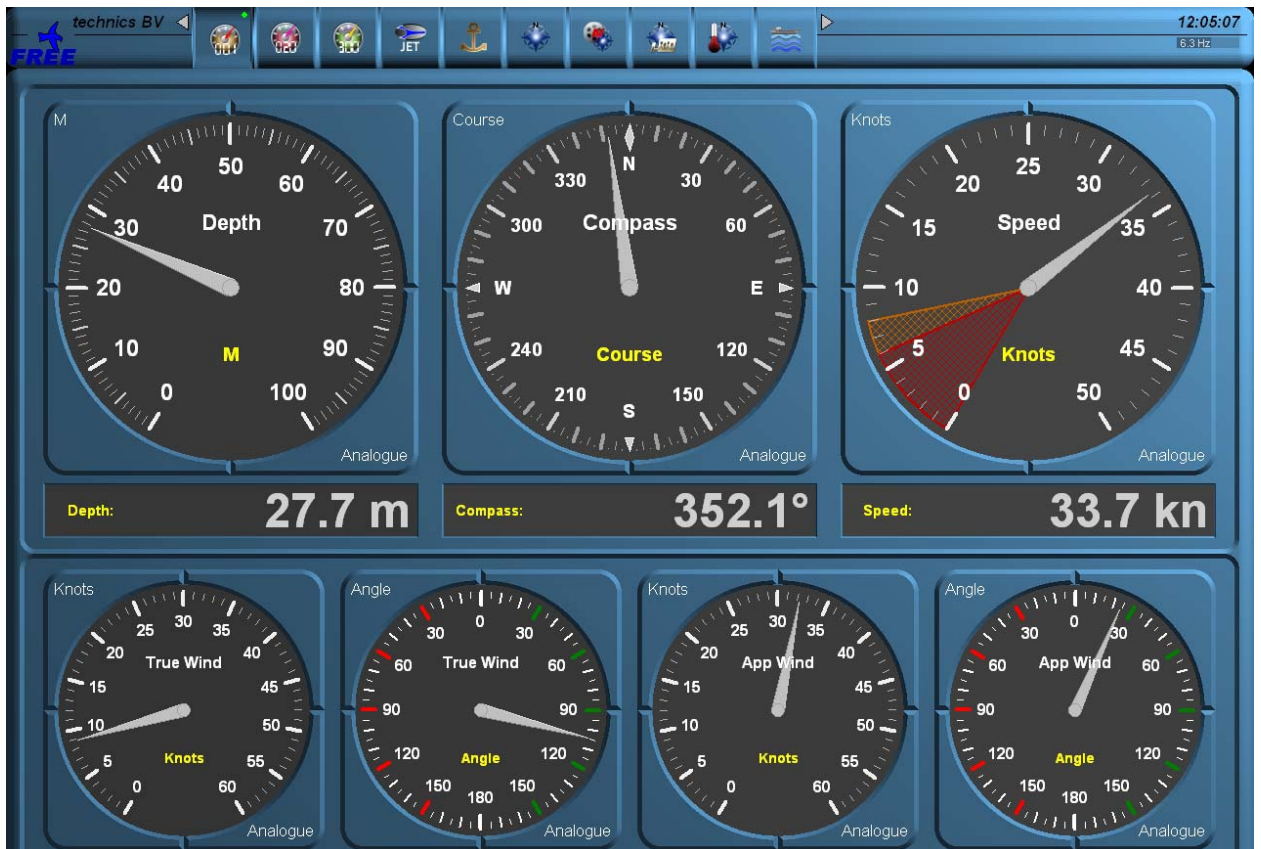 technics BV
FREE
JET
12:05:07
6.3 Hz
M
0
10
20
30
40
50
60
70
80
90
100
Depth
M
Analogue
Course
N
30
60
E
120
150
S
210
240
W
300
330
Compass
Course
Analogue
Knots
0
5
10
15
20
25
30
35
40
45
50
Speed
Knots
Analogue
Depth: 27.7 m
Compass: 352.1°
Speed: 33.7 kn
Knots
0
5
10
15
20
25
30
35
40
45
50
55
60
True Wind
Knots
Analogue
Angle
0
30
60
90
120
150
180
150
120
90
60
30
True Wind
Angle
Analogue
Knots
0
5
10
15
20
25
30
35
40
45
50
55
60
App Wind
Knots
Analogue
Angle
0
30
60
90
120
150
180
150
120
90
60
30
App Wind
Angle
Analogue